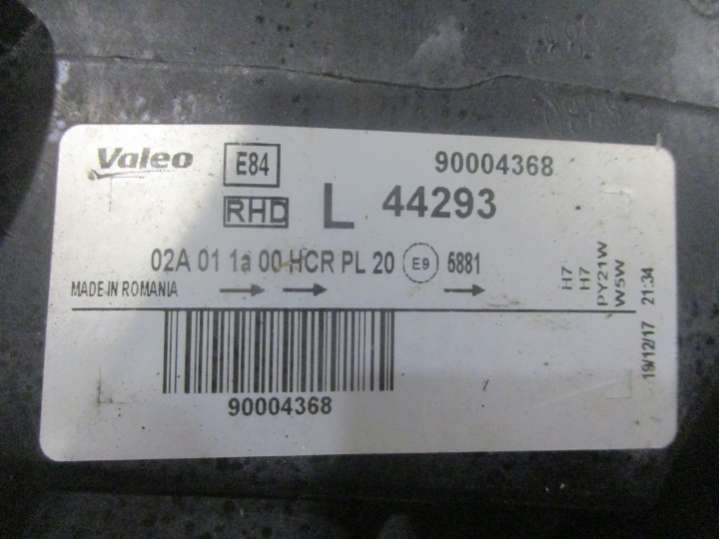 Valeo E84 90004368
RHD L 44293
02A 01 1a 00 HCR PL 20 E9 5881
MADE IN ROMANIA → → →
90004368
H7
H7
PY21W
W5W
19/12/17 21:34